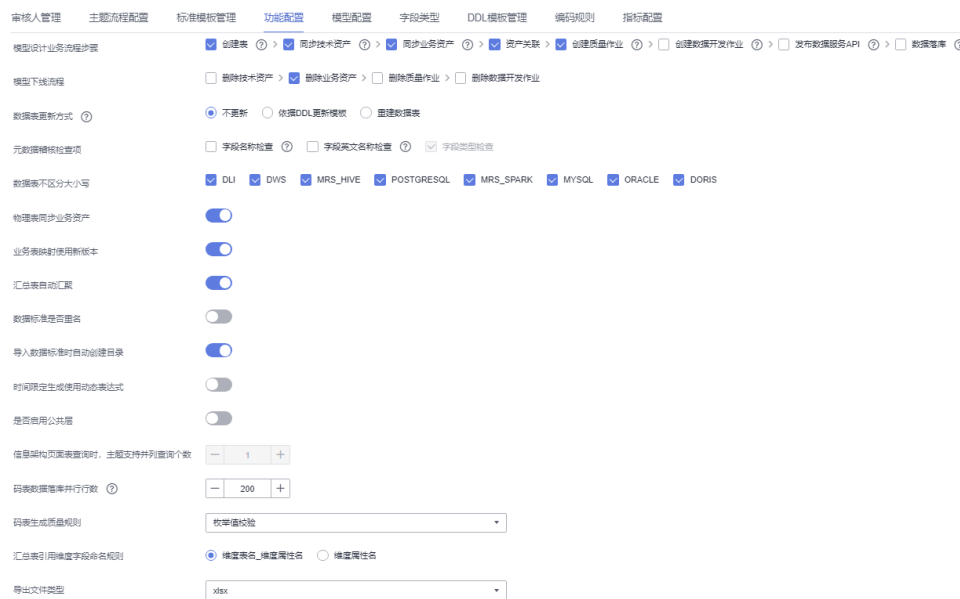 审核人管理 主题流程配置 标准模板管理 功能配置 模型配置 字段类型 DDL模板管理 编码规则 指标配置
模型设计业务流程步骤 创建表 ? > 同步技术资产 ? > 同步业务资产 ? > 资产关联 > 创建质量作业 ? > 创建数据开发作业 ? > 发布数据服务API ? > 数据落库
模型下线流程 删除技术资产 > 删除业务资产 > 删除质量作业 > 删除数据开发作业
数据表更新方式 ? 不更新 依据DDL更新模板 重建数据表
元数据稽核检查项 字段名称检查 ? 字段英文名称检查 ? 字段类型检查
数据表不区分大小写 DLI DWS MRS_HIVE POSTGRESQL MRS_SPARK MYSQL ORACLE DORIS
物理表同步业务资产
业务表映射使用新版本
汇总表自动汇聚
数据标准是否重名
导入数据标准时自动创建目录
时间限定生成使用动态表达式
是否启用公共层
信息架构页面表查询时，主题支持并列查询个数 − 1 +
码表数据落库并行行数 ? − 200 +
码表生成质量规则 枚举值校验
汇总表引用维度字段命名规则 维度表名_维度属性名 维度属性名
导出文件类型 xlsx